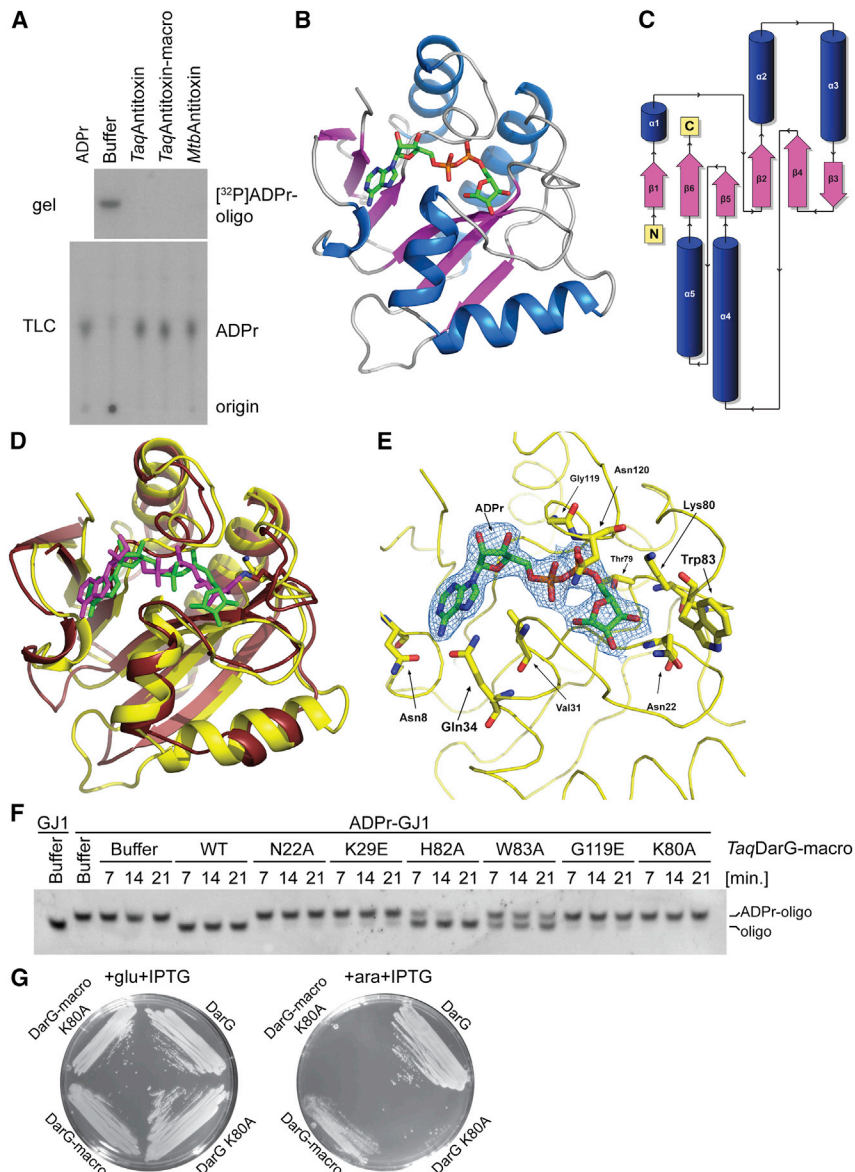 A
ADPr
Buffer
TaqAntitoxin
TaqAntitoxin-macro
MtbAntitoxin
gel
[³²P]ADPr-
oligo
TLC
ADPr
origin
B
C
α1
α2
α3
C
β1
β6
β5
β2
β4
β3
N
α5
α4
D
E
ADPr
Gly119
Asn120
Lys80
Thr79
Trp83
Asn8
Gln34
Val31
Asn22
F
GJ1
ADPr-GJ1
Buffer
Buffer
Buffer
WT
N22A
K29E
H82A
W83A
G119E
K80A
TaqDarG-macro
7 14 21 7 14 21 7 14 21 7 14 21 7 14 21 7 14 21 7 14 21 7 14 21 [min.]
ADPr-oligo
oligo
G
+glu+IPTG
DarG-macro
K80A
DarG
DarG-macro
DarG K80A
+ara+IPTG
DarG-macro
K80A
DarG
DarG-macro
DarG K80A